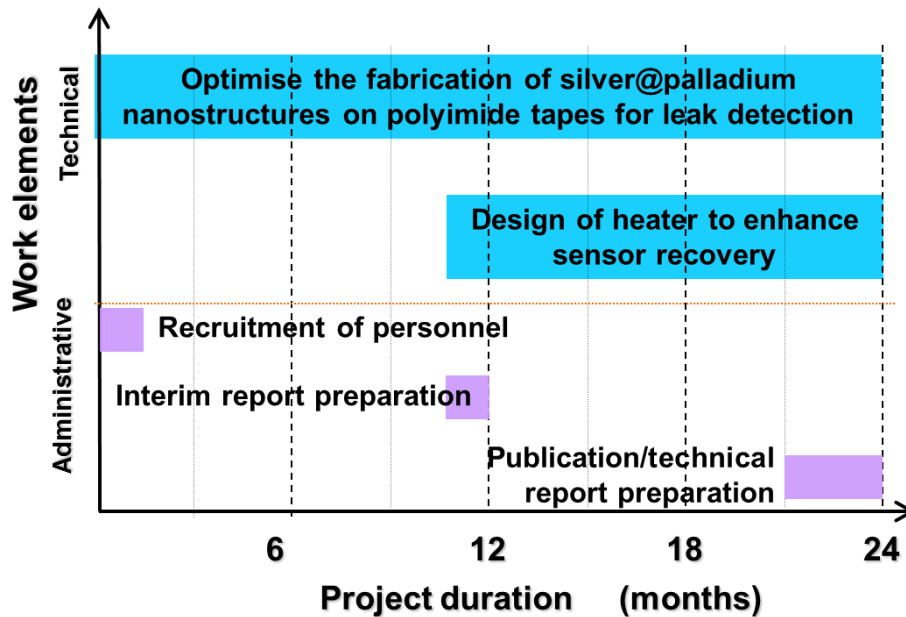 Work elements
Technical
Optimise the fabrication of silver@palladium
nanostructures on polyimide tapes for leak detection
Design of heater to enhance
sensor recovery
Administrative
Recruitment of personnel
Interim report preparation
Publication/technical
report preparation
6 12 18 24
Project duration (months)